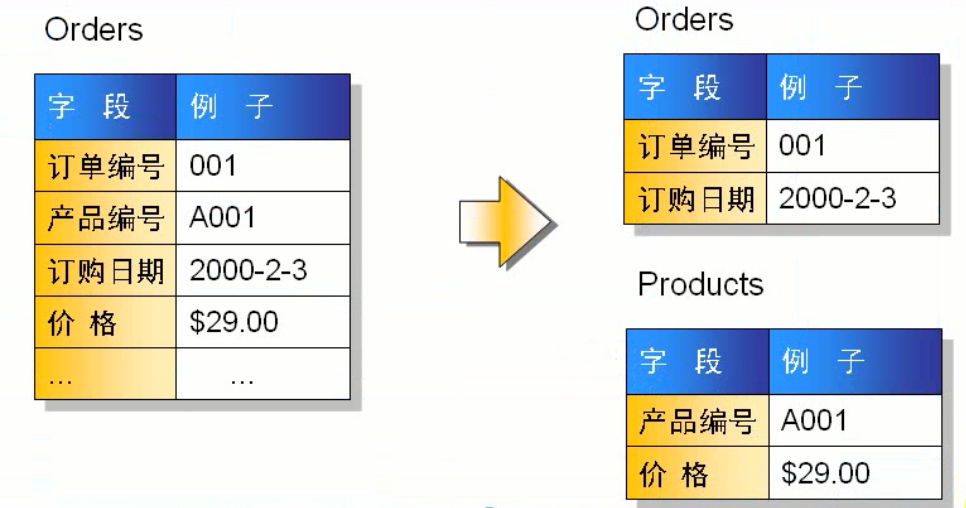 Orders
字 段 例 子
订单编号 001
产品编号 A001
订购日期 2000-2-3
价 格 $29.00
... ...
Orders
字 段 例 子
订单编号 001
订购日期 2000-2-3
Products
字 段 例 子
产品编号 A001
价 格 $29.00